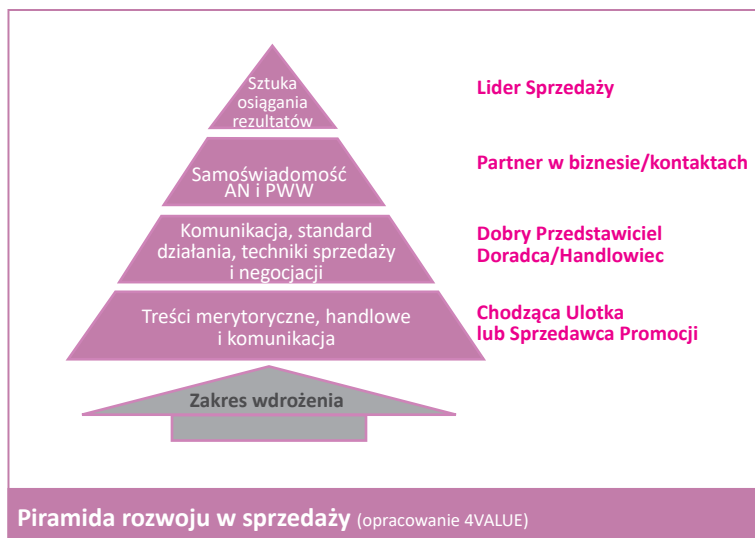 Sztuka
osiągania
rezultatów
Lider Sprzedaży
Samoświadomość
AN i PWW
Partner w biznesie/kontaktach
Komunikacja, standard
działania, techniki sprzedaży
i negocjacji
Dobry Przedstawiciel
Doradca/Handlowiec
Treści merytoryczne, handlowe
i komunikacja
Chodząca Ulotka
lub Sprzedawca Promocji
Zakres wdrożenia
Piramida rozwoju w sprzedaży (opracowanie 4VALUE)